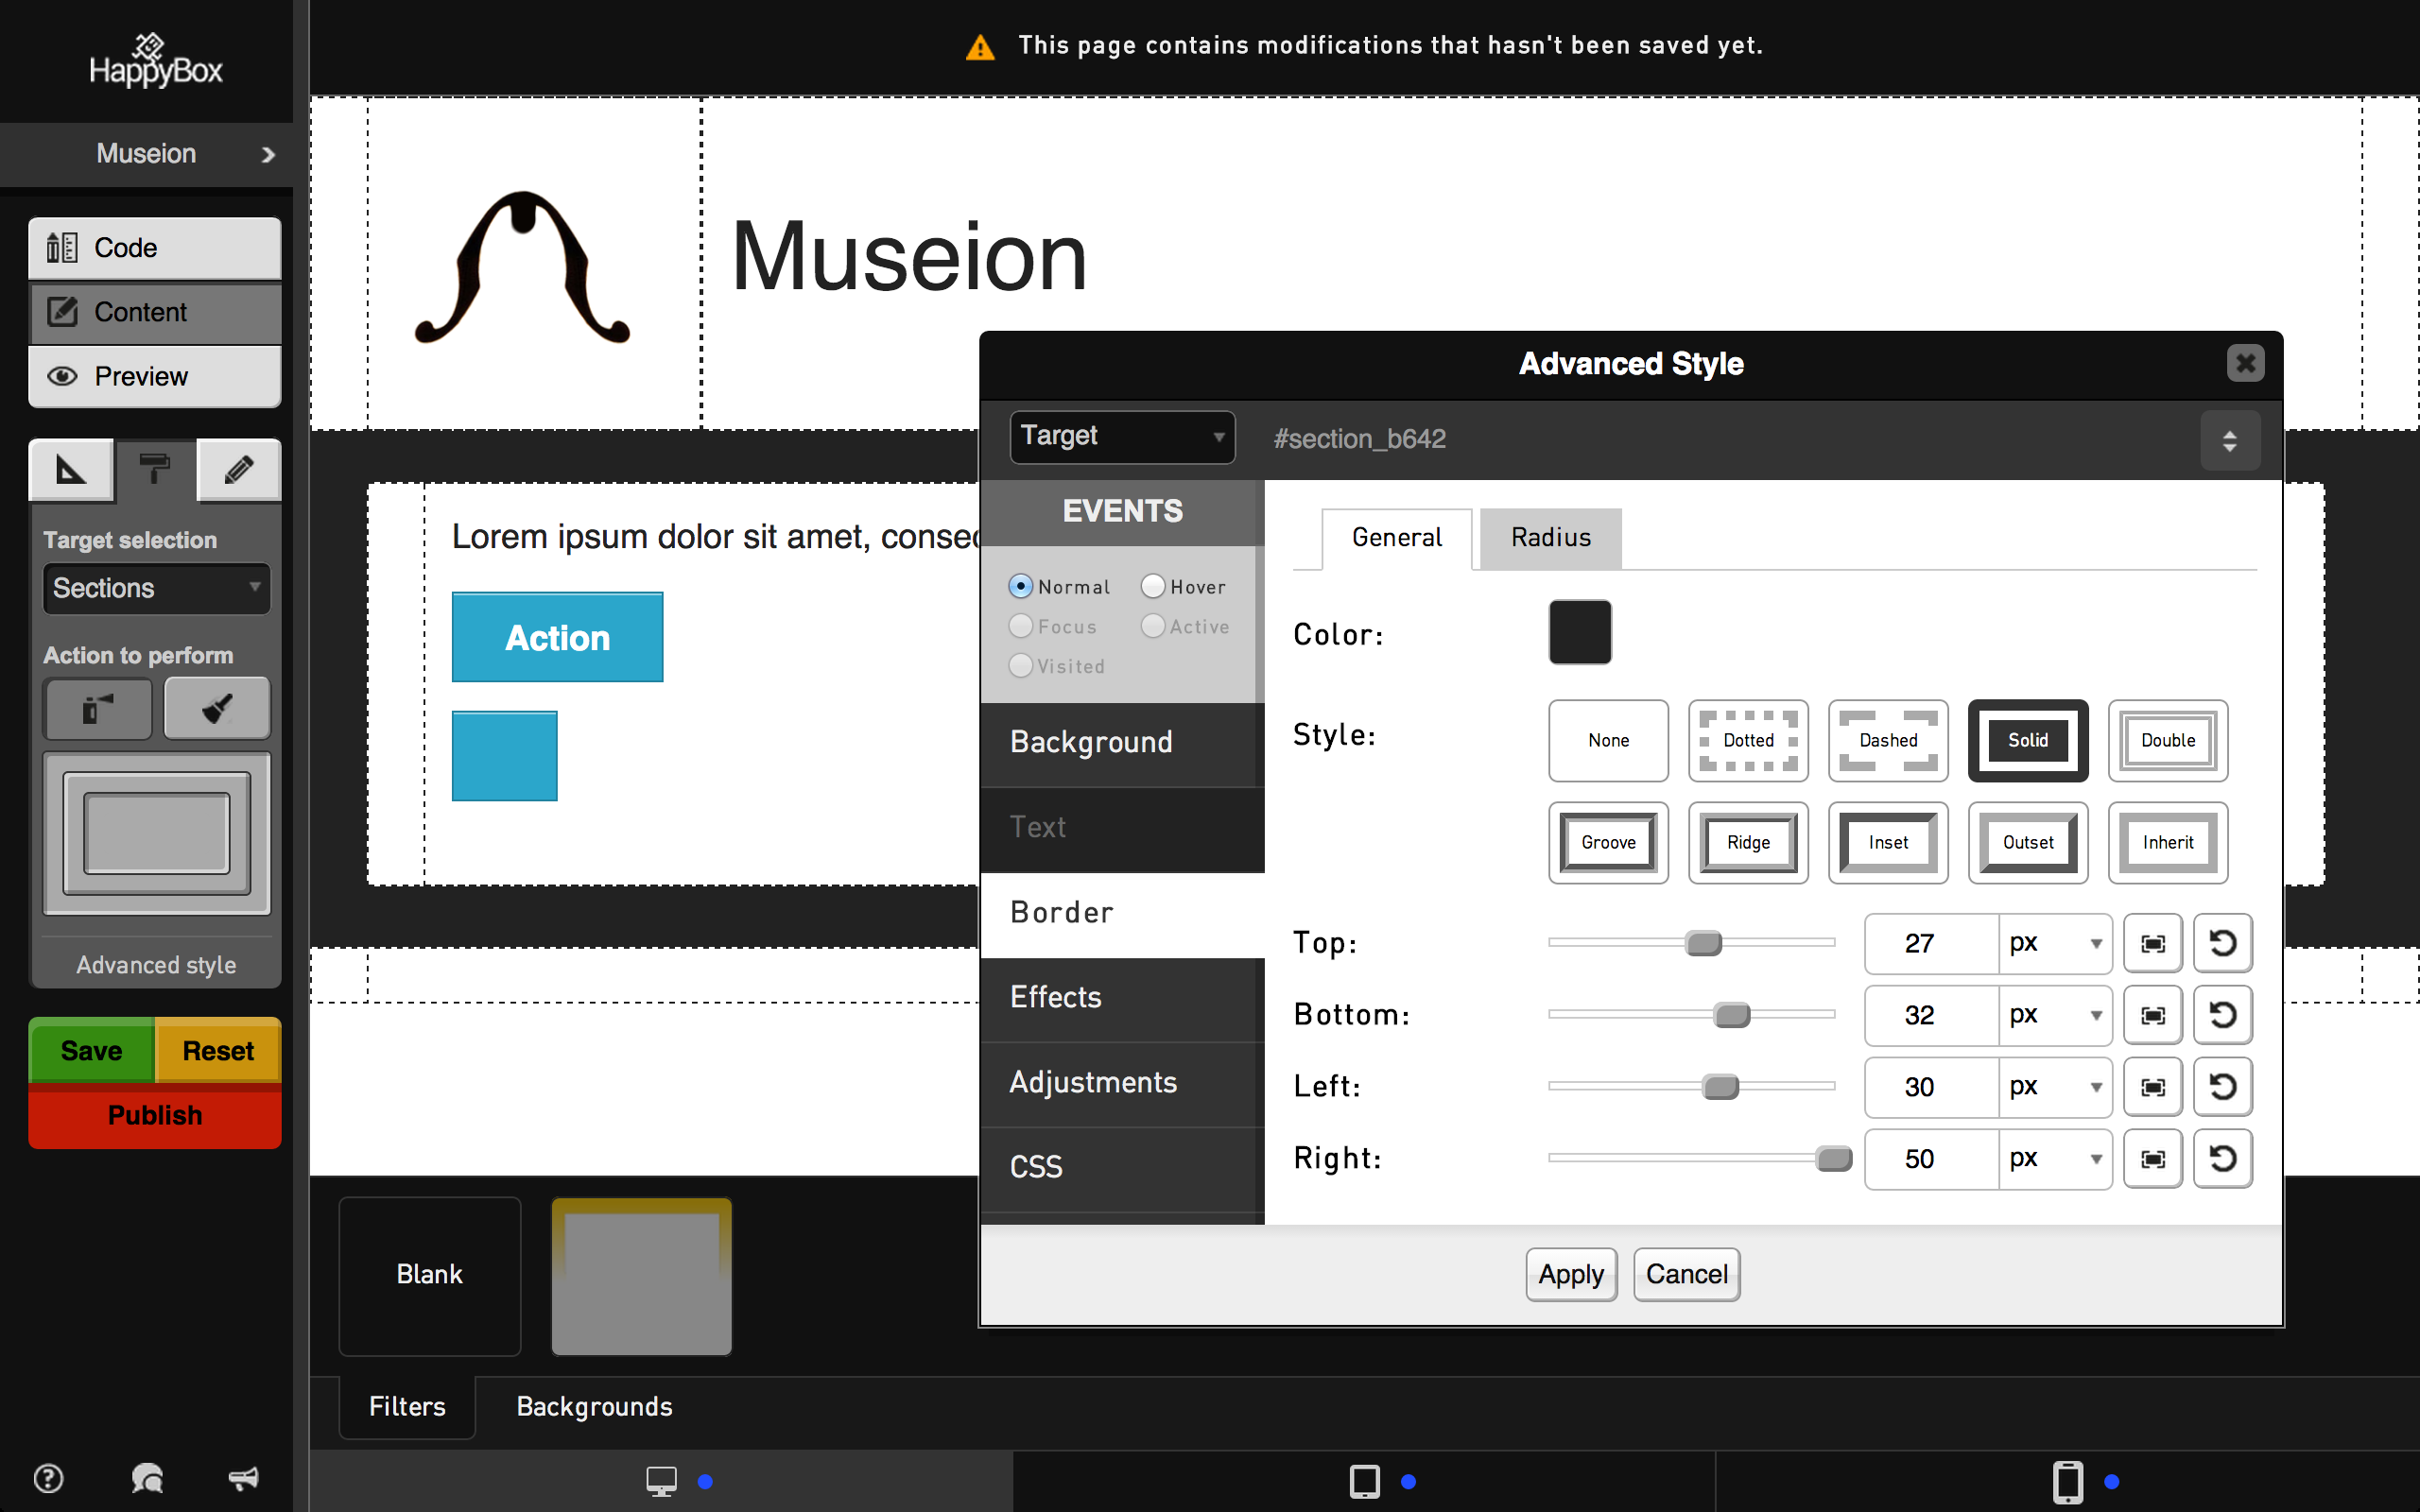 HappyBox
This page contains modifications that hasn't been saved yet.
Museion
Code
Content
Preview
Target selection
Sections
Action to perform
Advanced style
Save
Reset
Publish
Museion
Lorem ipsum dolor sit amet, consec
Action
Advanced Style
Target
#section_b642
EVENTS
Normal
Hover
Focus
Active
Visited
Background
Text
Border
Effects
Adjustments
CSS
General
Radius
Color:
Style:
None
Dotted
Dashed
Solid
Double
Groove
Ridge
Inset
Outset
Inherit
Top:
27
px
Bottom:
32
px
Left:
30
px
Right:
50
px
Apply
Cancel
Blank
Filters
Backgrounds